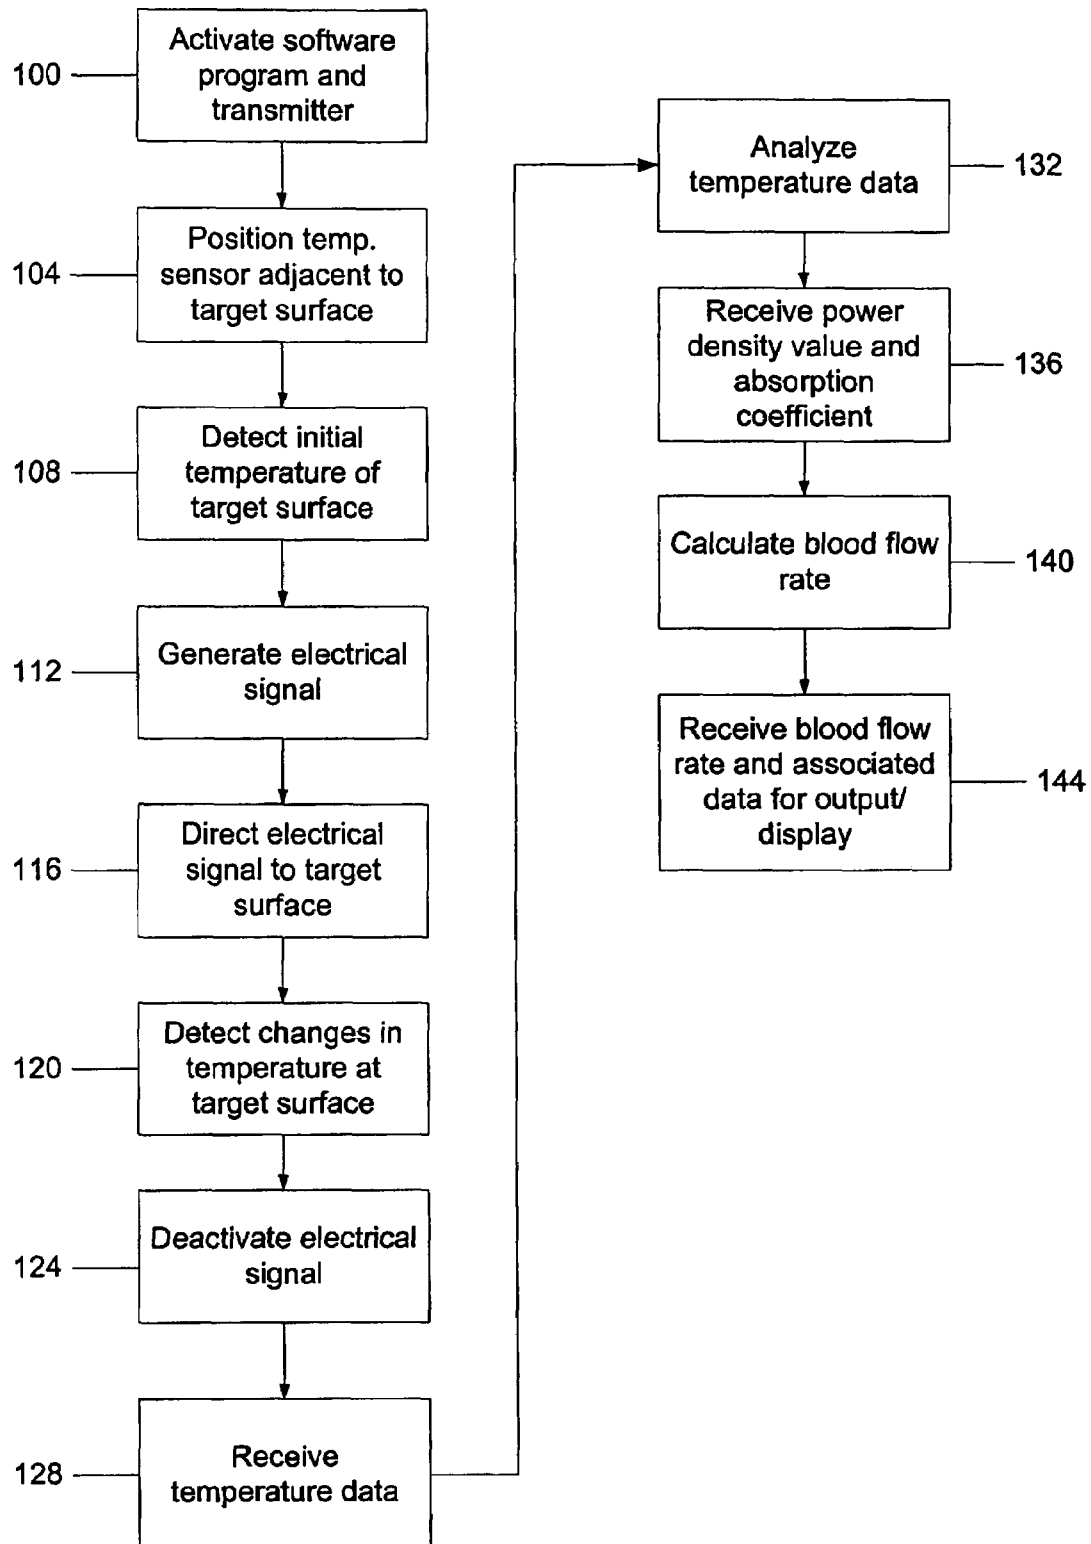 100
Activate software
program and
transmitter
104
Position temp.
sensor adjacent to
target surface
108
Detect initial
temperature of
target surface
112
Generate electrical
signal
116
Direct electrical
signal to target
surface
120
Detect changes in
temperature at
target surface
124
Deactivate electrical
signal
128
Receive
temperature data
Analyze
temperature data
132
Receive power
density value and
absorption
coefficient
136
Calculate blood flow
rate
140
Receive blood flow
rate and associated
data for output/
display
144